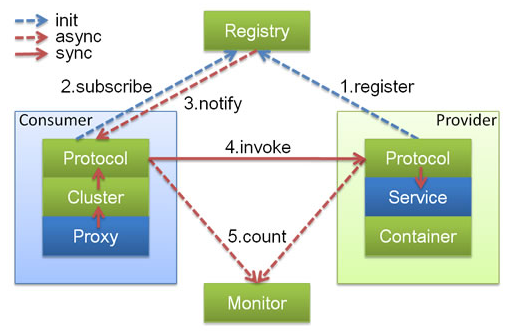 init
async
sync
Registry
2.subscribe
3.notify
1.register
Consumer
Provider
Protocol
4.invoke
Protocol
Cluster
Service
Proxy
5.count
Container
Monitor